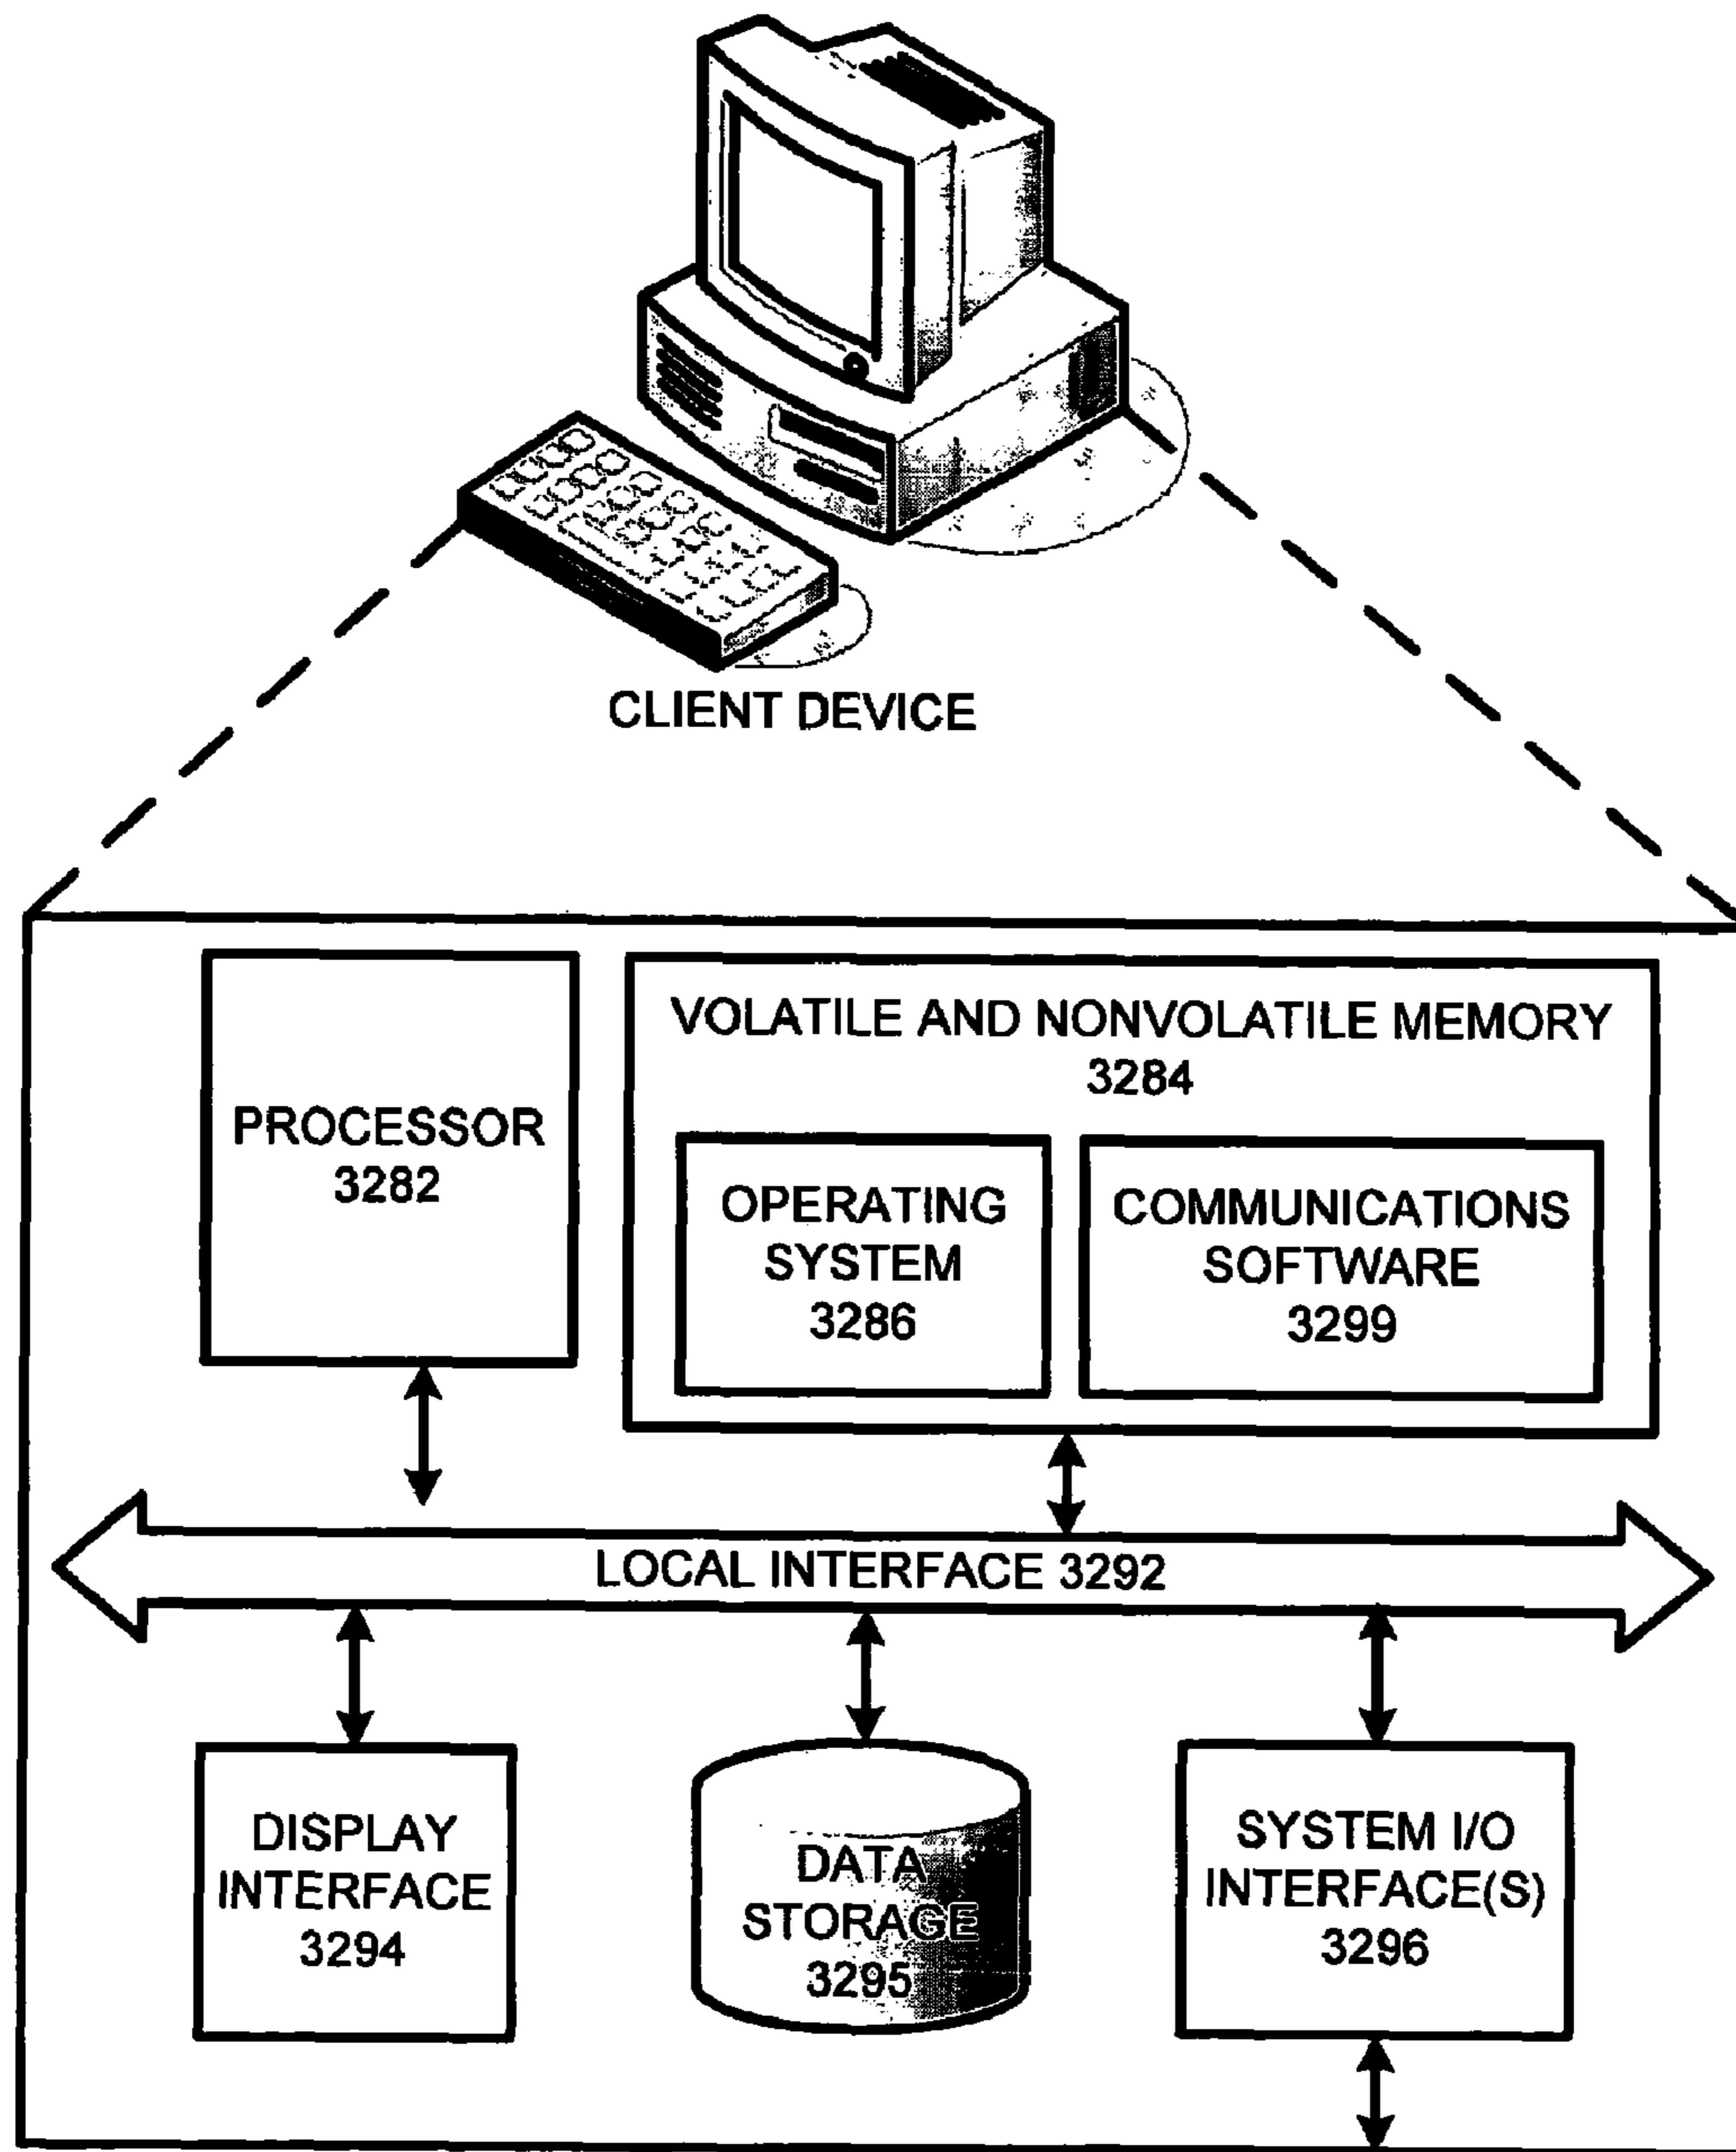 CLIENT DEVICE
PROCESSOR
3282
VOLATILE AND NONVOLATILE MEMORY
3284
OPERATING
SYSTEM
3286
COMMUNICATIONS
SOFTWARE
3299
LOCAL INTERFACE 3292
DISPLAY
INTERFACE
3294
DATA
STORAGE
3295
SYSTEM I/O
INTERFACE(S)
3296